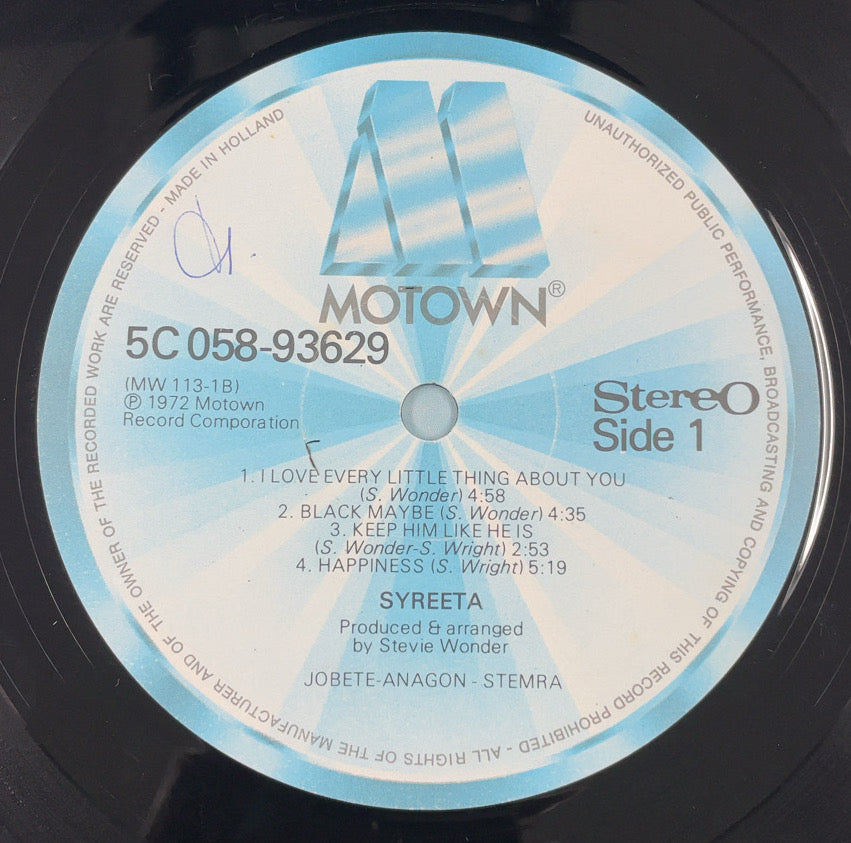 MOTOWN®
5C 058-93629
(MW 113-1B)
℗ 1972 Motown
Record Corporation
Stereo
Side 1
1. I LOVE EVERY LITTLE THING ABOUT YOU
(S. Wonder) 4:58
2. BLACK MAYBE (S. Wonder) 4:35
3. KEEP HIM LIKE HE IS
(S. Wonder-S. Wright) 2:53
4. HAPPINESS (S. Wright) 5:19
SYREETA
Produced & arranged
by Stevie Wonder
JOBETE-ANAGON - STEMRA
UNAUTHORIZED PUBLIC PERFORMANCE, BROADCASTING AND COPYING OF THIS RECORD PROHIBITED - ALL RIGHTS OF THE MANUFACTURER AND OF THE OWNER OF THE RECORDED WORK ARE RESERVED - MADE IN HOLLAND